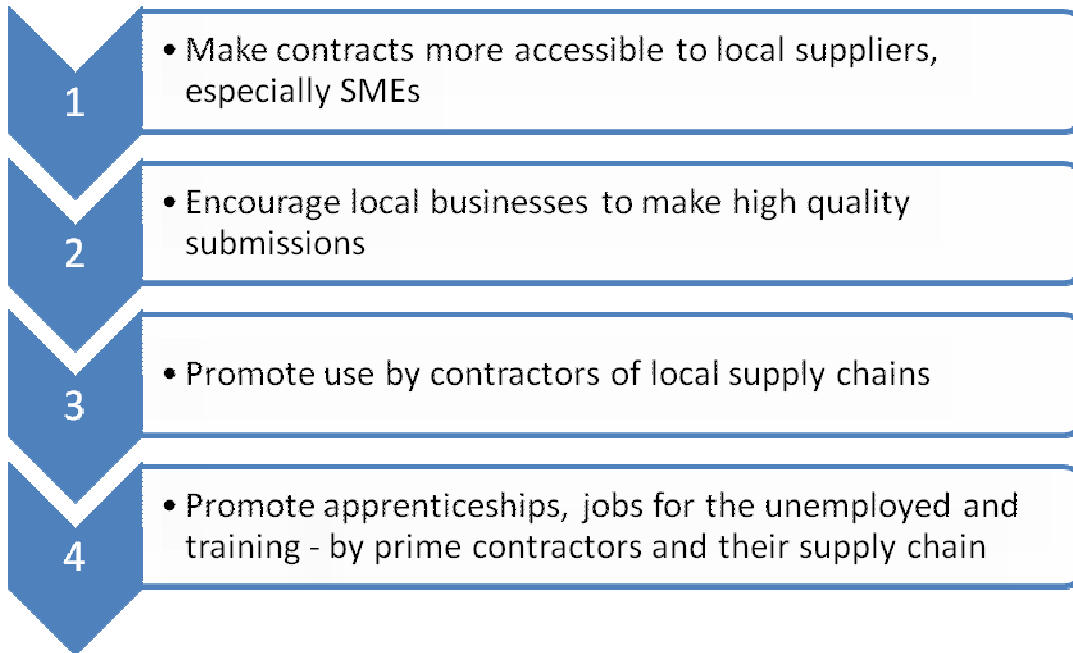 1
• Make contracts more accessible to local suppliers,
especially SMEs
2
• Encourage local businesses to make high quality
submissions
3
• Promote use by contractors of local supply chains
4
• Promote apprenticeships, jobs for the unemployed and
training - by prime contractors and their supply chain